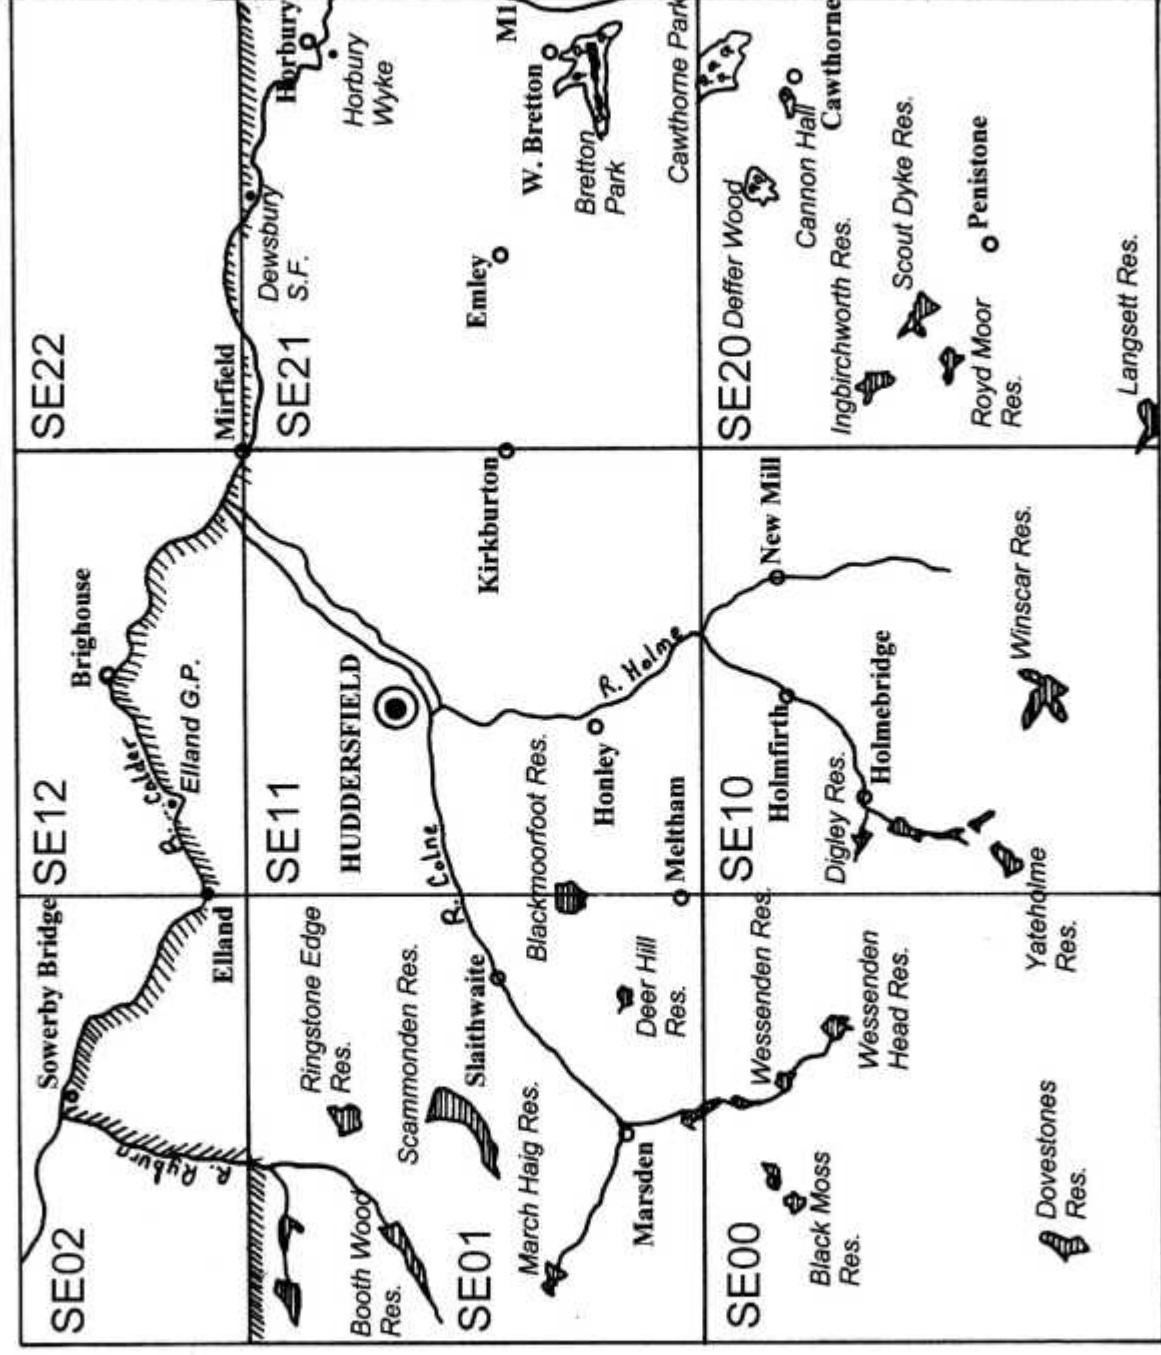 SE02
Sowerby Bridge
R. Ryburn
Elland
SE12
R. Calder
Elland G.P.
Brighouse
SE22
Mirfield
SE01
Booth Wood
Res.
Ringstone Edge
Res.
Scammonden Res.
Slaithwaite
March Haig Res.
Marsden
Deer Hill
Res.
SE11
HUDDERSFIELD
R. Colne
Blackmoorfoot Res.
Honley
Meltham
R. Holme
Kirkburton
SE21
Dewsbury
S.F.
Horbury
Horbury
Wyke
Emley
W. Bretton
M1
Bretton
Park
Cawthorne Park
SE00
Black Moss
Res.
Wessenden Res.
Wessenden
Head Res.
Dovestones
Res.
SE10
Holmfirth
Digley Res.
Holmebridge
New Mill
Yateholme
Res.
Winscar Res.
SE20
Deffer Wood
Cannon Hall
Cawthorne
Ingbirchworth Res.
Scout Dyke Res.
Royd Moor
Res.
Penistone
Langsett Res.